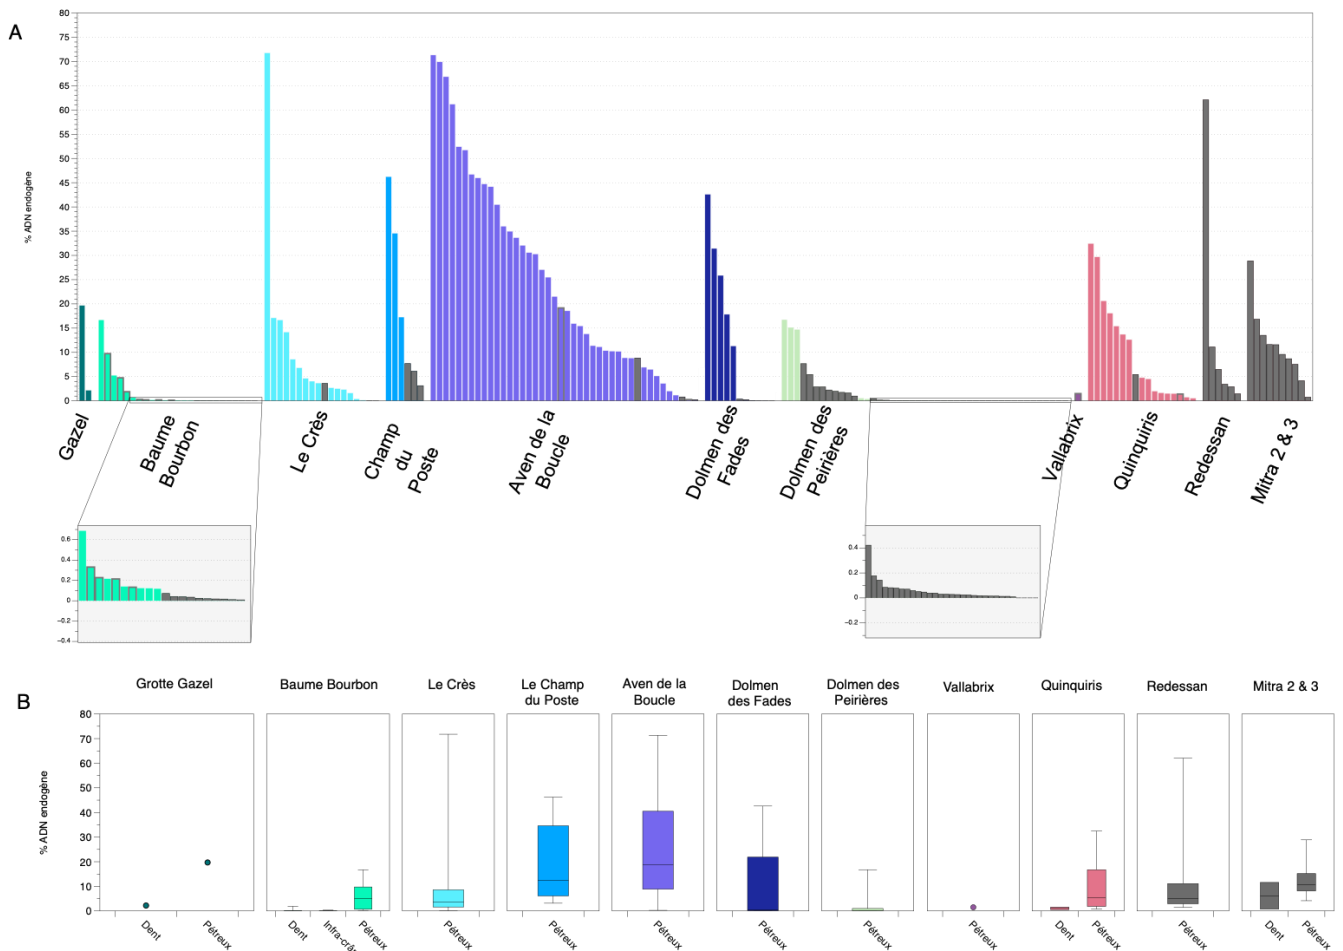 A
80
75
70
65
60
55
50
45
40
35
30
25
20
15
10
5
0
% ADN endogène
Gazel
Baume
Bourbon
Le Crès
Champ
du
Poste
Aven de la
Boucle
Dolmen des
Fades
Dolmen des
Peirières
Vallabrix
Quinquiris
Redessan
Mitra 2 & 3
0.6
0.4
0.2
0
−0.2
−0.4
0.4
0.2
0
−0.2
B
Grotte Gazel
Baume Bourbon
Le Crès
Le Champ
du Poste
Aven de la
Boucle
Dolmen
des Fades
Dolmen des
Peirières
Vallabrix
Quinquiris
Redessan
Mitra 2 & 3
80
70
60
50
40
30
20
10
0
% ADN endogène
Dent
Pétreux
Dent
Infra-crâ
Pétreux
Pétreux
Pétreux
Pétreux
Pétreux
Pétreux
Pétreux
Dent
Pétreux
Pétreux
Dent
Pétreux